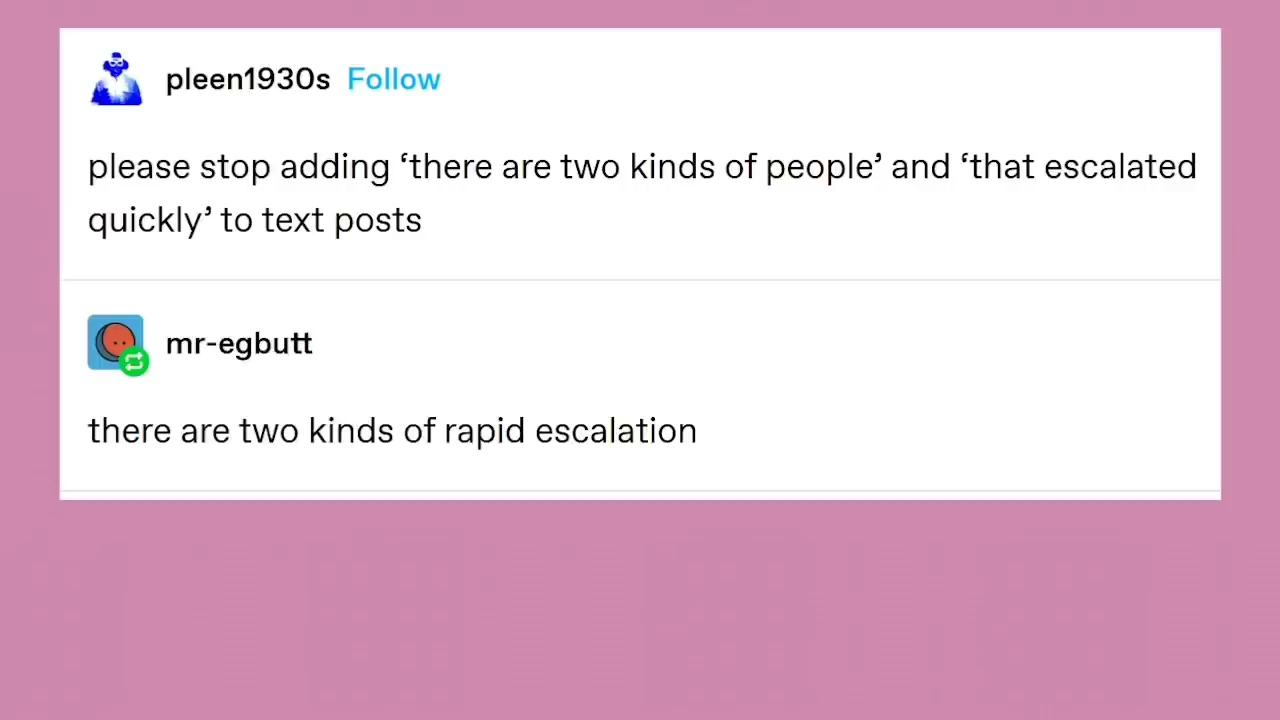 pleen1930s Follow
please stop adding ‘there are two kinds of people’ and ‘that escalated
quickly’ to text posts
mr-egbutt
there are two kinds of rapid escalation